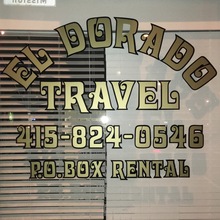 EL DORADO
TRAVEL
415-824-0546
P.O.BOX RENTAL